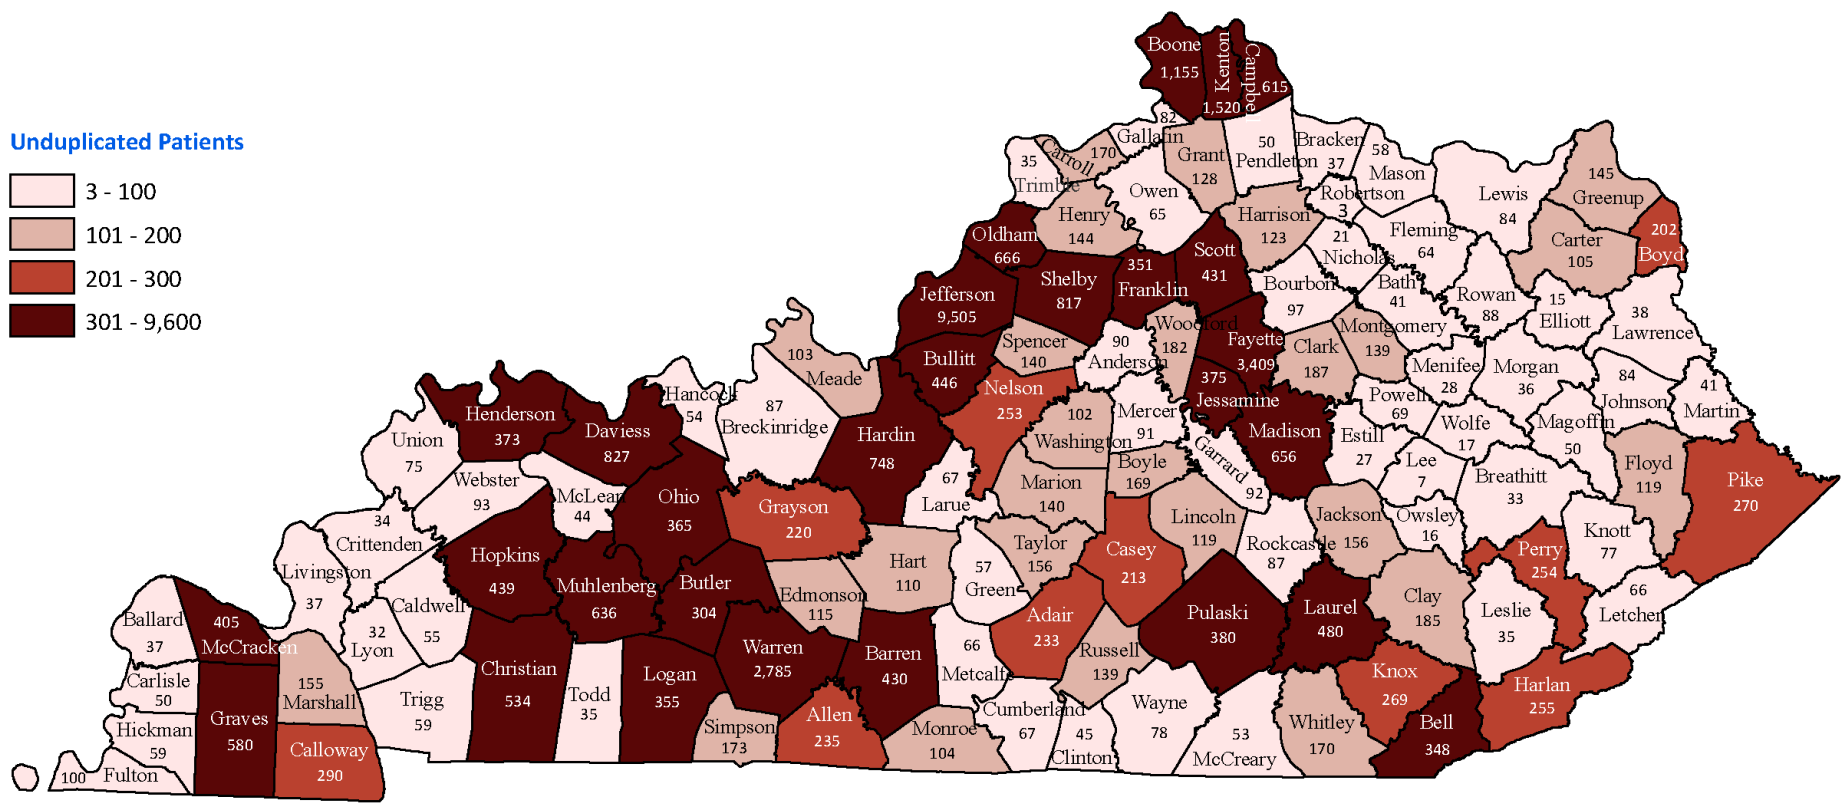 Unduplicated Patients
3 - 100
101 - 200
201 - 300
301 - 9,600
Boone
1,155
Kenton
1,520
Campbell
615
82
Gallatin
Carroll
170
35
Trimble
Grant
128
50
Pendleton
Bracken
37
58
Mason
Robertson
3
Lewis
84
145
Greenup
202
Boyd
Carter
105
Owen
65
Henry
144
Oldham
666
Harrison
123
21
Nicholas
Fleming
64
Scott
431
351
Franklin
Shelby
817
Jefferson
9,505
Bourbon
97
Bath
41
Rowan
88
15
Elliott
38
Lawrence
Woodford
182
Fayette
3,409
Clark
187
Montgomery
139
Menifee
28
Morgan
36
84
Johnson
41
Martin
Spencer
140
90
Anderson
Bullitt
446
Nelson
253
375
Jessamine
Powell
69
Wolfe
17
Magoffin
50
103
Meade
Hancock
54
87
Breckinridge
Hardin
748
102
Washington
Mercer
91
Garrard
92
Madison
656
Estill
27
Lee
7
Breathitt
33
Floyd
119
Pike
270
Henderson
373
Daviess
827
Union
75
Webster
93
McLean
44
Ohio
365
Grayson
220
67
Larue
Marion
140
Boyle
169
Lincoln
119
Rockcastle
87
Jackson
156
Owsley
16
Perry
254
Knott
77
66
Letcher
34
Crittenden
Hopkins
439
Muhlenberg
636
Butler
304
Edmonson
115
Hart
110
57
Green
Taylor
156
Casey
213
Adair
233
Pulaski
380
Laurel
480
Clay
185
Leslie
35
Livingston
37
Caldwell
55
32
Lyon
Ballard
37
405
McCracken
Christian
534
Todd
35
Logan
355
Warren
2,785
Barren
430
66
Metcalfe
Russell
139
Knox
269
Harlan
255
Carlisle
50
155
Marshall
Trigg
59
Graves
580
Hickman
59
Calloway
290
100
Fulton
Simpson
173
Allen
235
Monroe
104
Cumberland
67
45
Clinton
Wayne
78
53
McCreary
Whitley
170
Bell
348